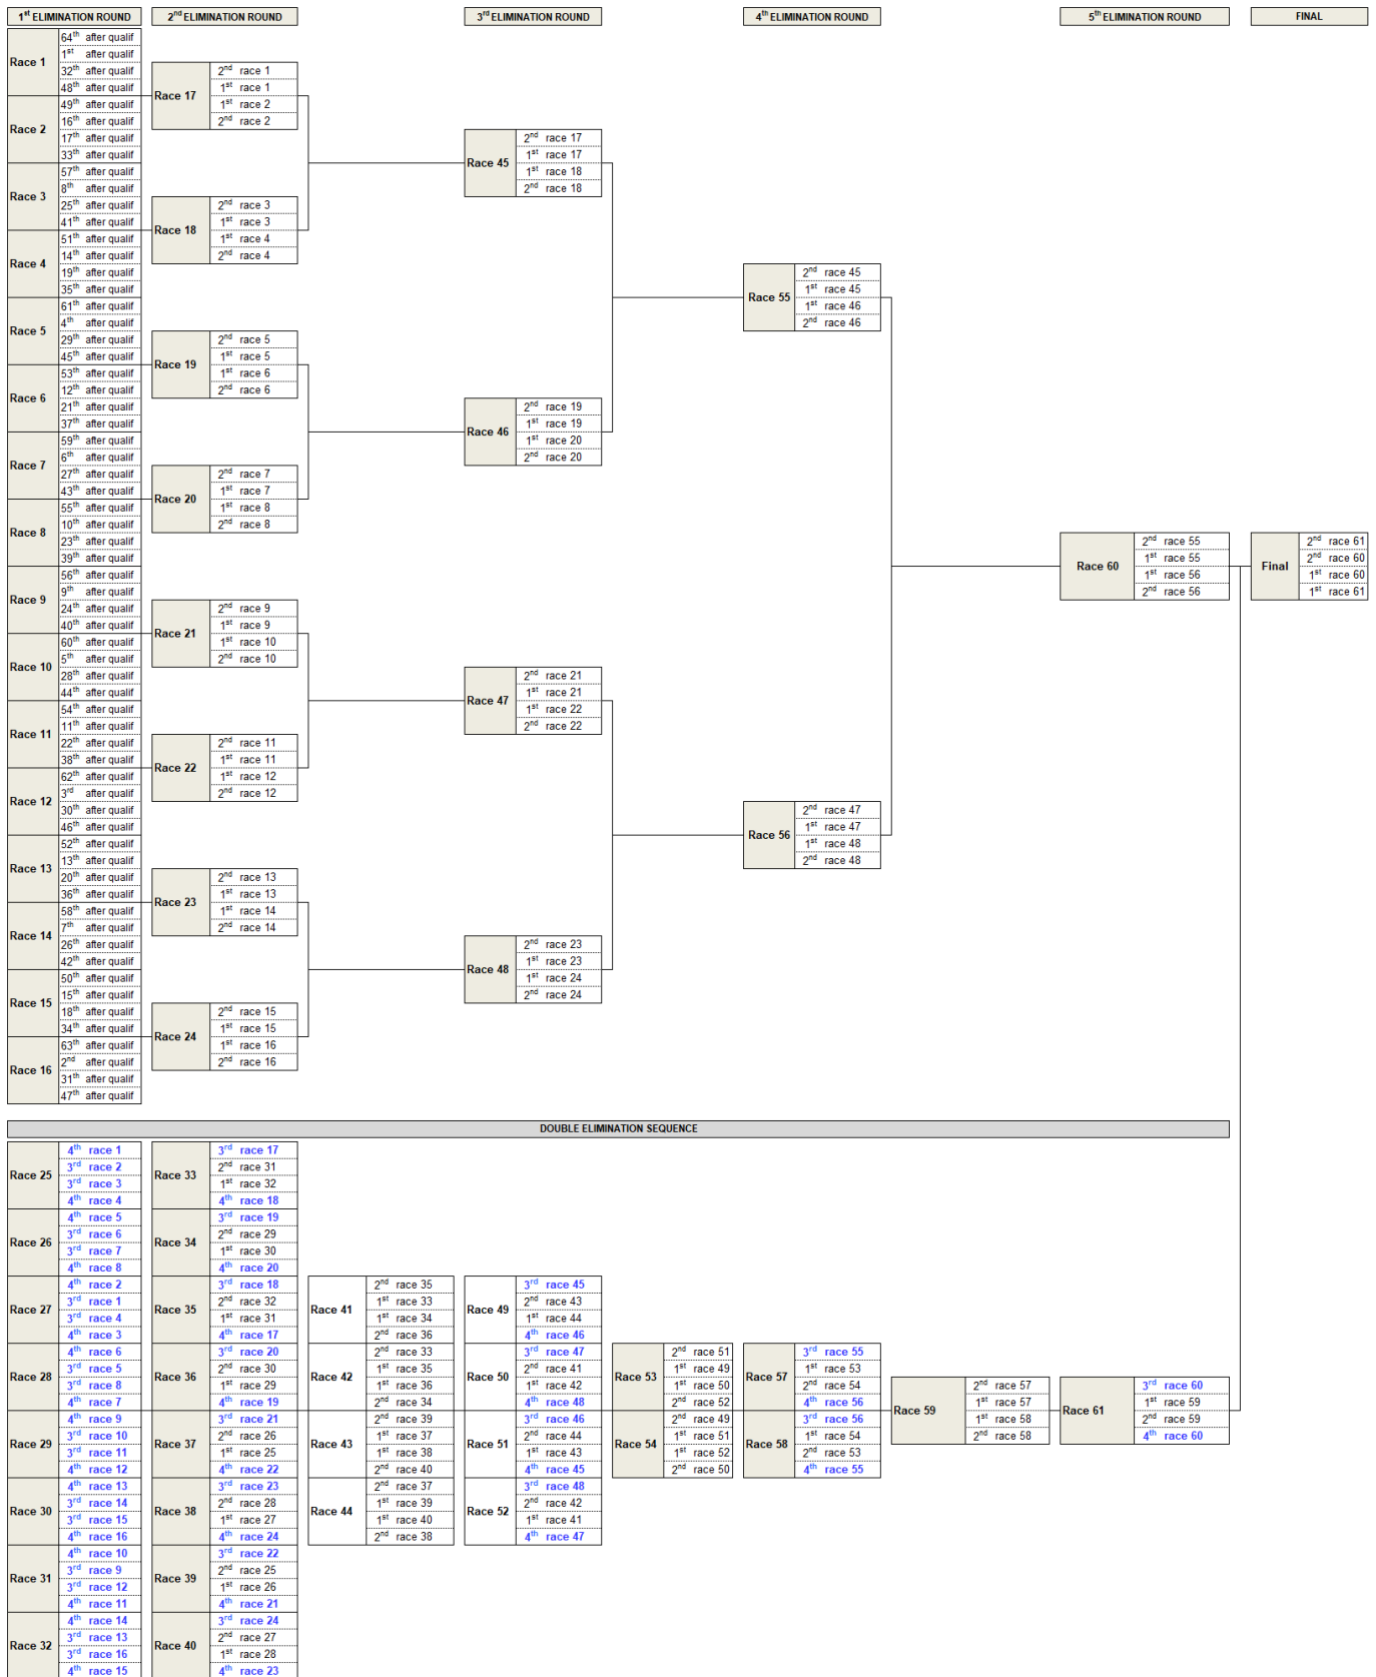 1st ELIMINATION ROUND
2nd ELIMINATION ROUND
3rd ELIMINATION ROUND
4th ELIMINATION ROUND
5th ELIMINATION ROUND
FINAL
Race 1
64th after qualif
1st after qualif
32th after qualif
48th after qualif
Race 2
49th after qualif
16th after qualif
17th after qualif
33th after qualif
Race 3
57th after qualif
8th after qualif
25th after qualif
41th after qualif
Race 4
51th after qualif
14th after qualif
19th after qualif
35th after qualif
Race 5
61th after qualif
4th after qualif
29th after qualif
45th after qualif
Race 6
53th after qualif
12th after qualif
21th after qualif
37th after qualif
Race 7
59th after qualif
6th after qualif
27th after qualif
43th after qualif
Race 8
55th after qualif
10th after qualif
23th after qualif
39th after qualif
Race 9
56th after qualif
9th after qualif
24th after qualif
40th after qualif
Race 10
60th after qualif
5th after qualif
28th after qualif
44th after qualif
Race 11
54th after qualif
11th after qualif
22th after qualif
38th after qualif
Race 12
62th after qualif
3rd after qualif
30th after qualif
46th after qualif
Race 13
52th after qualif
13th after qualif
20th after qualif
36th after qualif
Race 14
58th after qualif
7th after qualif
26th after qualif
42th after qualif
Race 15
50th after qualif
15th after qualif
18th after qualif
34th after qualif
Race 16
63th after qualif
2nd after qualif
31th after qualif
47th after qualif
Race 17
2nd race 1
1st race 1
1st race 2
2nd race 2
Race 18
2nd race 3
1st race 3
1st race 4
2nd race 4
Race 19
2nd race 5
1st race 5
1st race 6
2nd race 6
Race 20
2nd race 7
1st race 7
1st race 8
2nd race 8
Race 21
2nd race 9
1st race 9
1st race 10
2nd race 10
Race 22
2nd race 11
1st race 11
1st race 12
2nd race 12
Race 23
2nd race 13
1st race 13
1st race 14
2nd race 14
Race 24
2nd race 15
1st race 15
1st race 16
2nd race 16
Race 45
2nd race 17
1st race 17
1st race 18
2nd race 18
Race 46
2nd race 19
1st race 19
1st race 20
2nd race 20
Race 47
2nd race 21
1st race 21
1st race 22
2nd race 22
Race 48
2nd race 23
1st race 23
1st race 24
2nd race 24
Race 55
2nd race 45
1st race 45
1st race 46
2nd race 46
Race 56
2nd race 47
1st race 47
1st race 48
2nd race 48
Race 60
2nd race 55
1st race 55
1st race 56
2nd race 56
Final
2nd race 61
2nd race 60
1st race 60
1st race 61
DOUBLE ELIMINATION SEQUENCE
Race 25
4th race 1
3rd race 2
3rd race 3
4th race 4
Race 26
4th race 5
3rd race 6
3rd race 7
4th race 8
Race 27
4th race 2
3rd race 1
3rd race 4
4th race 3
Race 28
4th race 6
3rd race 5
3rd race 8
4th race 7
Race 29
4th race 9
3rd race 10
3rd race 11
4th race 12
Race 30
4th race 13
3rd race 14
3rd race 15
4th race 16
Race 31
4th race 10
3rd race 9
3rd race 12
4th race 11
Race 32
4th race 14
3rd race 13
3rd race 16
4th race 15
Race 33
3rd race 17
2nd race 31
1st race 32
4th race 18
Race 34
3rd race 19
2nd race 29
1st race 30
4th race 20
Race 35
3rd race 18
2nd race 32
1st race 31
4th race 17
Race 36
3rd race 20
2nd race 30
1st race 29
4th race 19
Race 37
3rd race 21
2nd race 26
1st race 25
4th race 22
Race 38
3rd race 23
2nd race 28
1st race 27
4th race 24
Race 39
3rd race 22
2nd race 25
1st race 26
4th race 21
Race 40
3rd race 24
2nd race 27
1st race 28
4th race 23
Race 41
2nd race 35
1st race 33
1st race 34
2nd race 36
Race 42
2nd race 33
1st race 35
1st race 36
2nd race 34
Race 43
2nd race 39
1st race 37
1st race 38
2nd race 40
Race 44
2nd race 37
1st race 39
1st race 40
2nd race 38
Race 49
3rd race 45
2nd race 43
1st race 44
4th race 46
Race 50
3rd race 47
2nd race 41
1st race 42
4th race 48
Race 51
3rd race 46
2nd race 44
1st race 43
4th race 45
Race 52
3rd race 48
2nd race 42
1st race 41
4th race 47
Race 53
2nd race 51
1st race 49
1st race 50
2nd race 52
Race 54
2nd race 49
1st race 51
1st race 52
2nd race 50
Race 57
3rd race 55
1st race 53
2nd race 54
4th race 56
Race 58
3rd race 56
1st race 54
2nd race 53
4th race 55
Race 59
2nd race 57
1st race 57
1st race 58
2nd race 58
Race 61
3rd race 60
1st race 59
2nd race 59
4th race 60